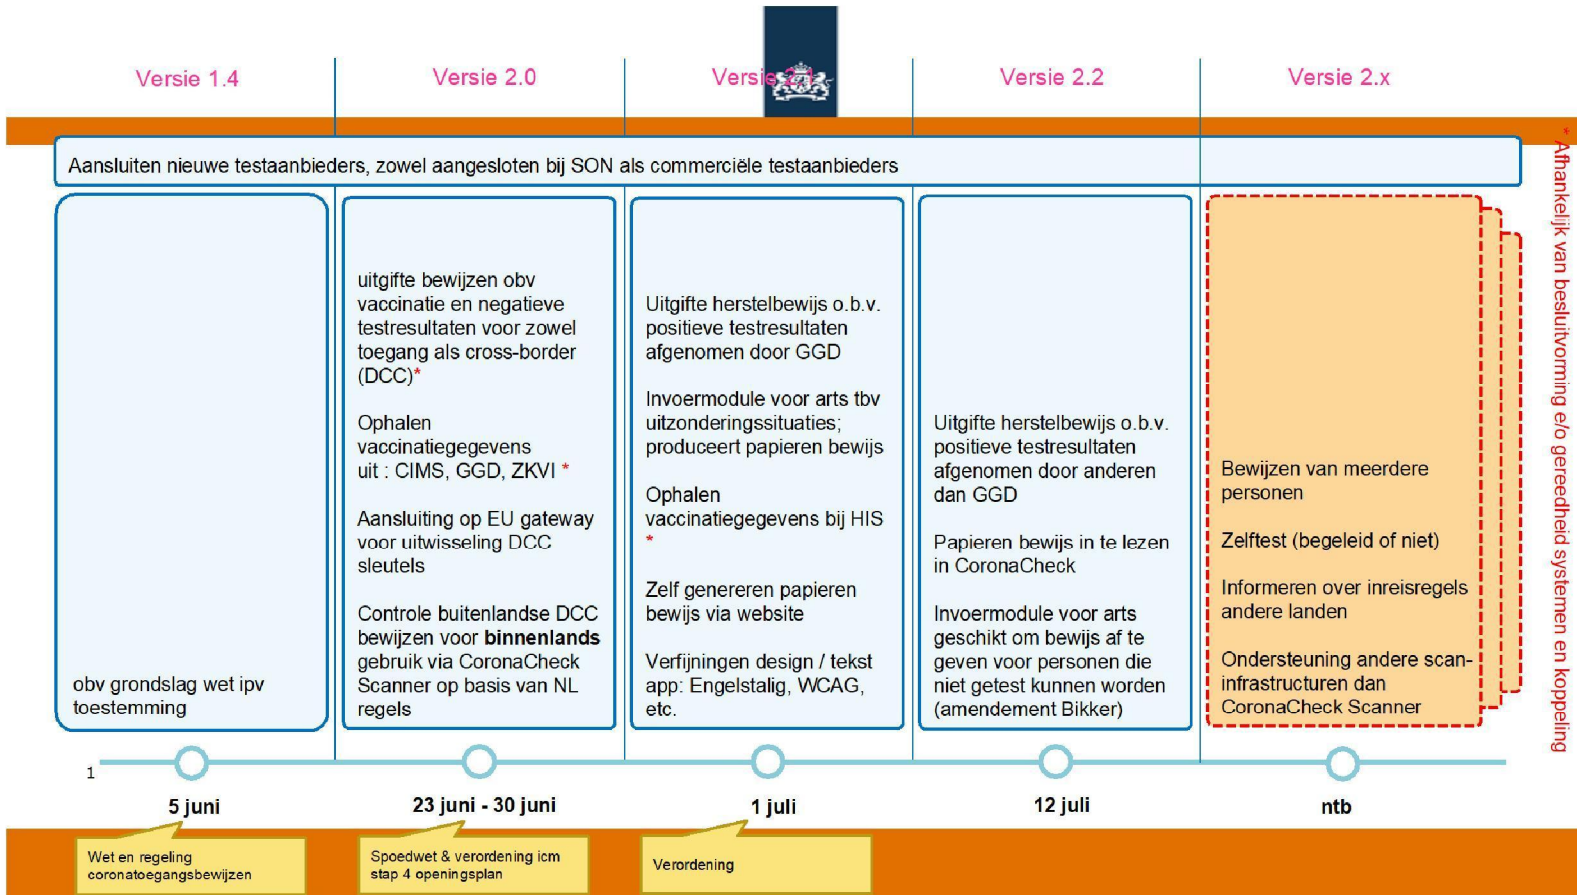 Versie 1.4
Versie 2.0
Versie
Versie 2.2
Versie 2.x
Aansluiten nieuwe testaanbieders, zowel aangesloten bij SON als commerciële testaanbieders
obv grondslag wet ipv
toestemming
uitgifte bewijzen obv
vaccinatie en negatieve
testresultaten voor zowel
toegang als cross-border
(DCC)*
Ophalen
vaccinatiegegevens
uit : CIMS, GGD, ZKVI *
Aansluiting op EU gateway
voor uitwisseling DCC
sleutels
Controle buitenlandse DCC
bewijzen voor binnenlands
gebruik via CoronaCheck
Scanner op basis van NL
regels
Uitgifte herstelbewijs o.b.v.
positieve testresultaten
afgenomen door GGD
Invoermodule voor arts tbv
uitzonderingssituaties;
produceert papieren bewijs
Ophalen
vaccinatiegegevens bij HIS
*
Zelf genereren papieren
bewijs via website
Verfijningen design / tekst
app: Engelstalig, WCAG,
etc.
Uitgifte herstelbewijs o.b.v.
positieve testresultaten
afgenomen door anderen
dan GGD
Papieren bewijs in te lezen
in CoronaCheck
Invoermodule voor arts
geschikt om bewijs af te
geven voor personen die
niet getest kunnen worden
(amendement Bikker)
Bewijzen van meerdere
personen
Zelftest (begeleid of niet)
Informeren over inreisregels
andere landen
Ondersteuning andere scan-
infrastructuren dan
CoronaCheck Scanner
* Afhankelijk van besluitvorming e/o gereedheid systemen en koppeling
1
5 juni
23 juni - 30 juni
1 juli
12 juli
ntb
Wet en regeling
coronatoegangsbewijzen
Spoedwet & verordening icm
stap 4 openingsplan
Verordening